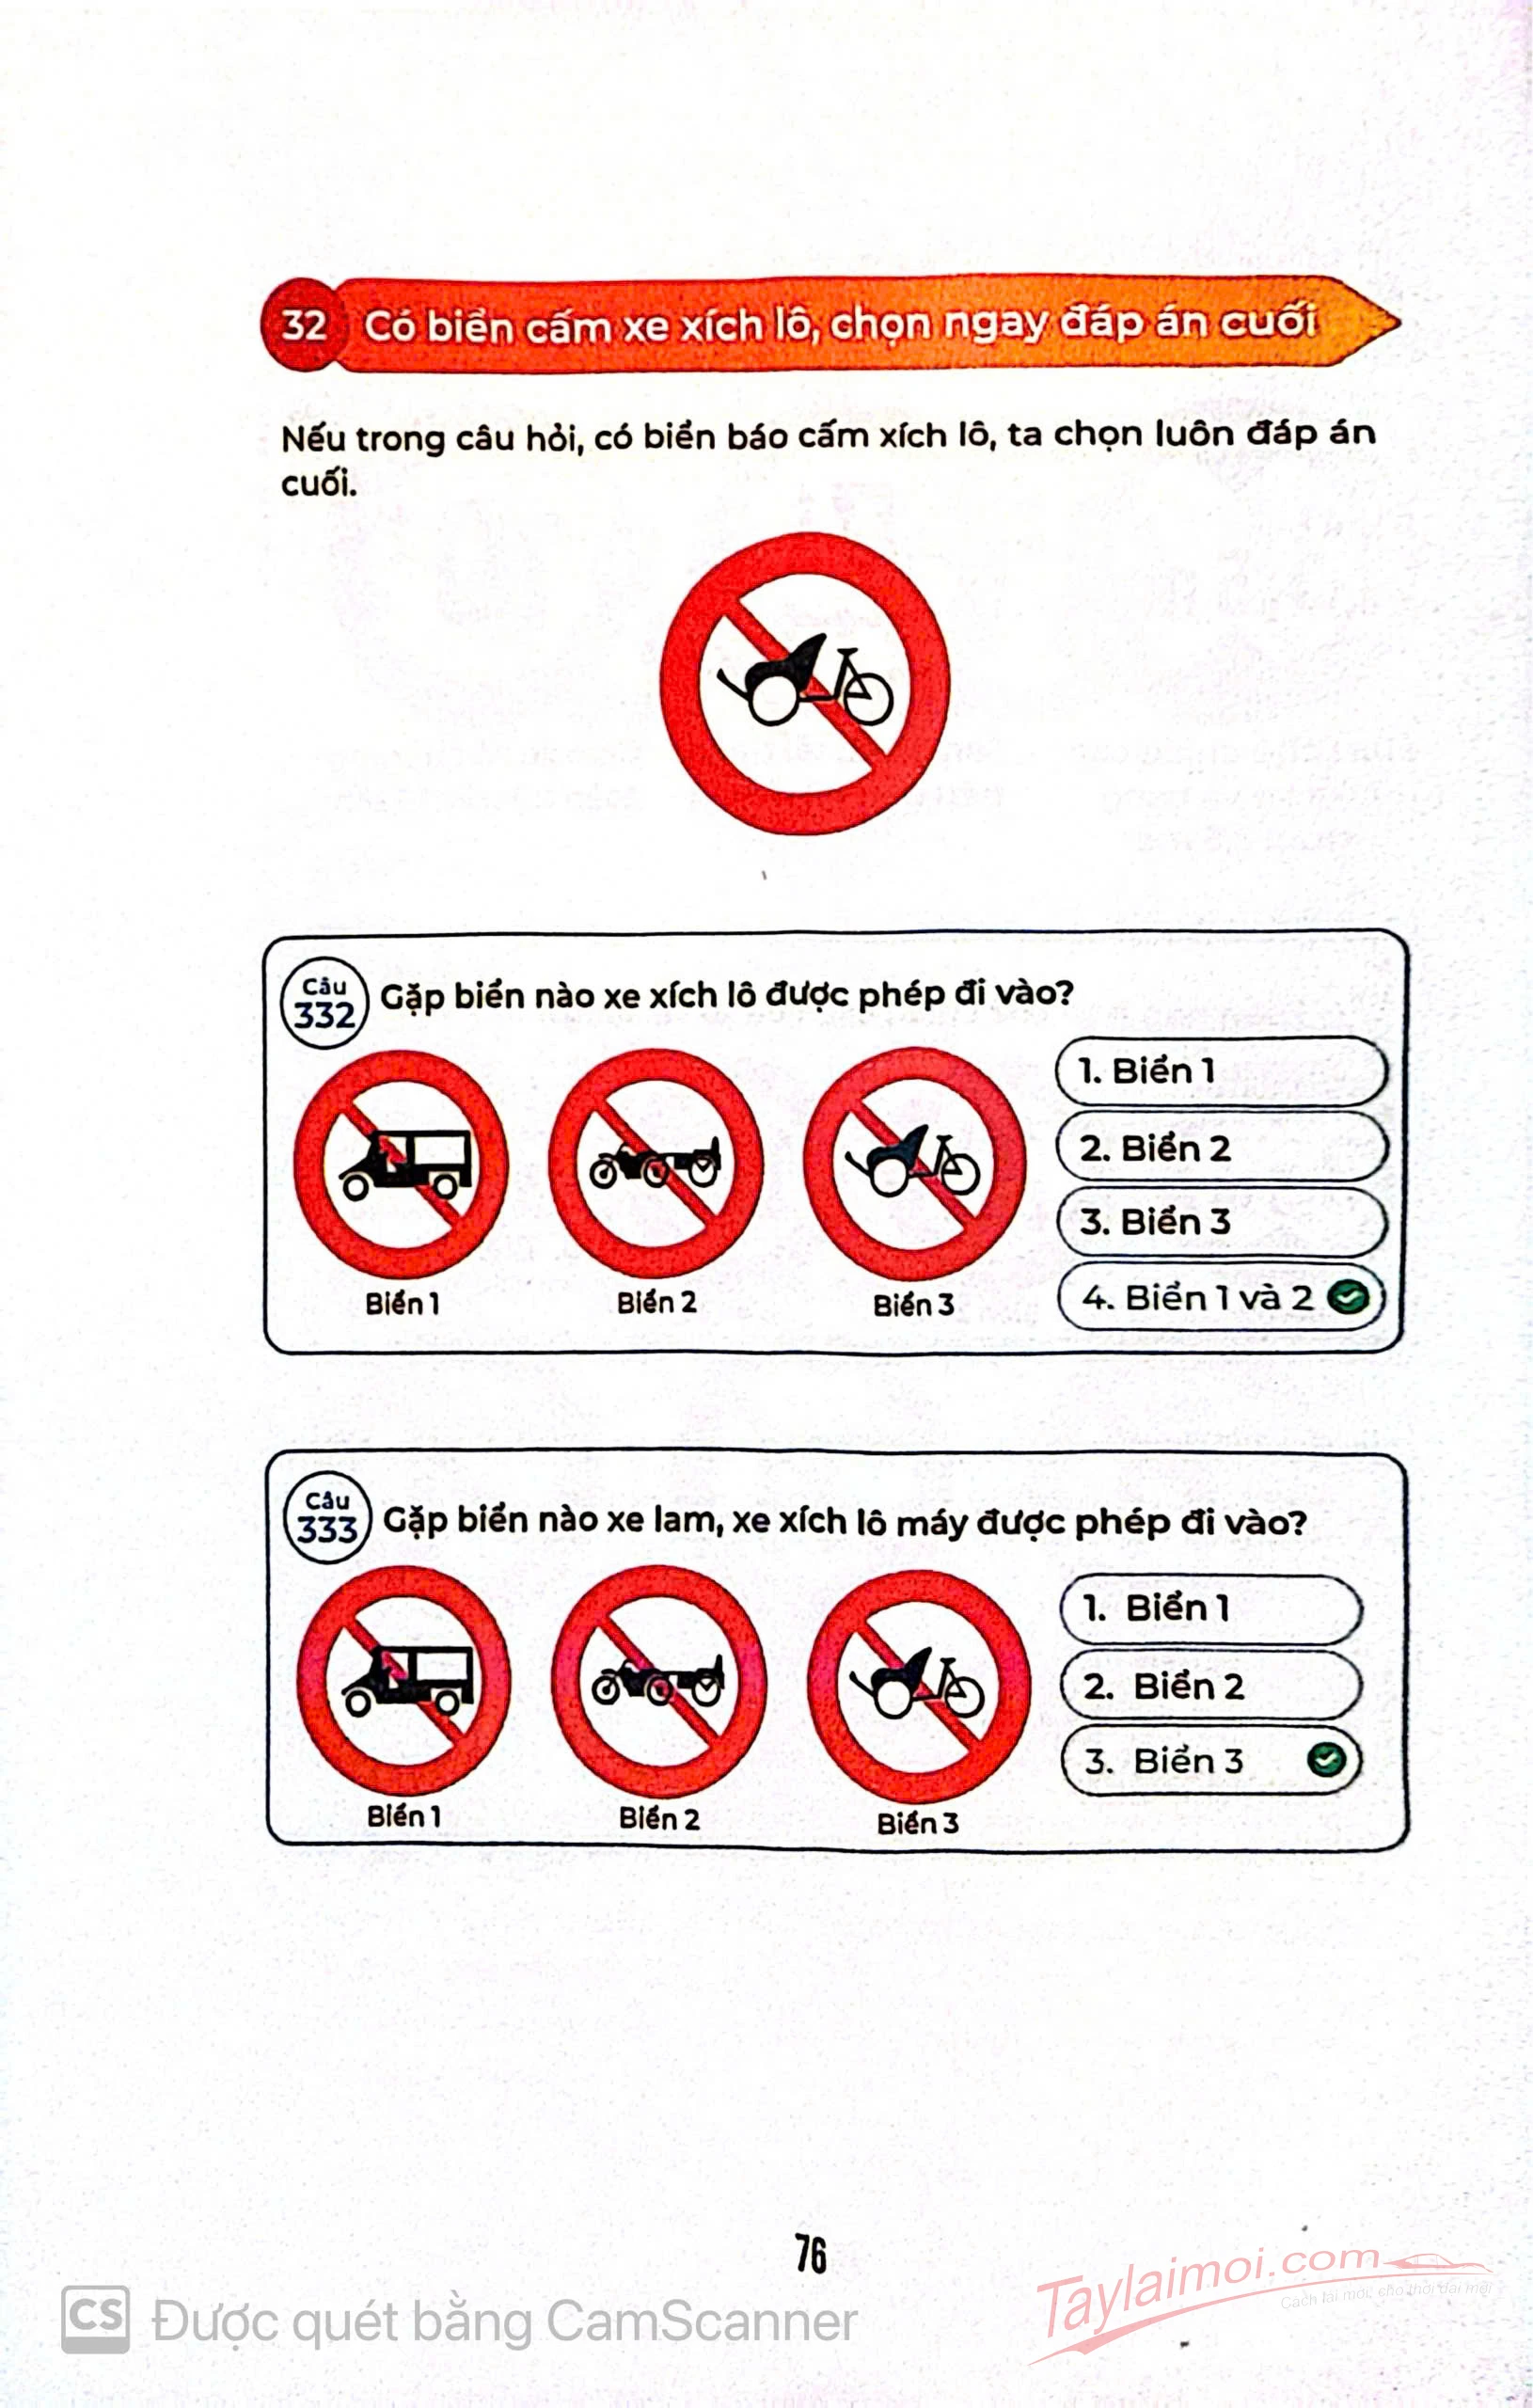 32 Có biển cấm xe xích lô, chọn ngay đáp án cuối
Nếu trong câu hỏi, có biển báo cấm xích lô, ta chọn luôn đáp án
cuối.
Câu
332
Gặp biển nào xe xích lô được phép đi vào?
Biển 1
Biển 2
Biển 3
1. Biển 1
2. Biển 2
3. Biển 3
4. Biển 1 và 2
Câu
333
Gặp biển nào xe lam, xe xích lô máy được phép đi vào?
Biển 1
Biển 2
Biển 3
1. Biển 1
2. Biển 2
3. Biển 3
76
CS Được quét bằng CamScanner
Taylaimoi.com
Cách lái mới, cho thời đại mới